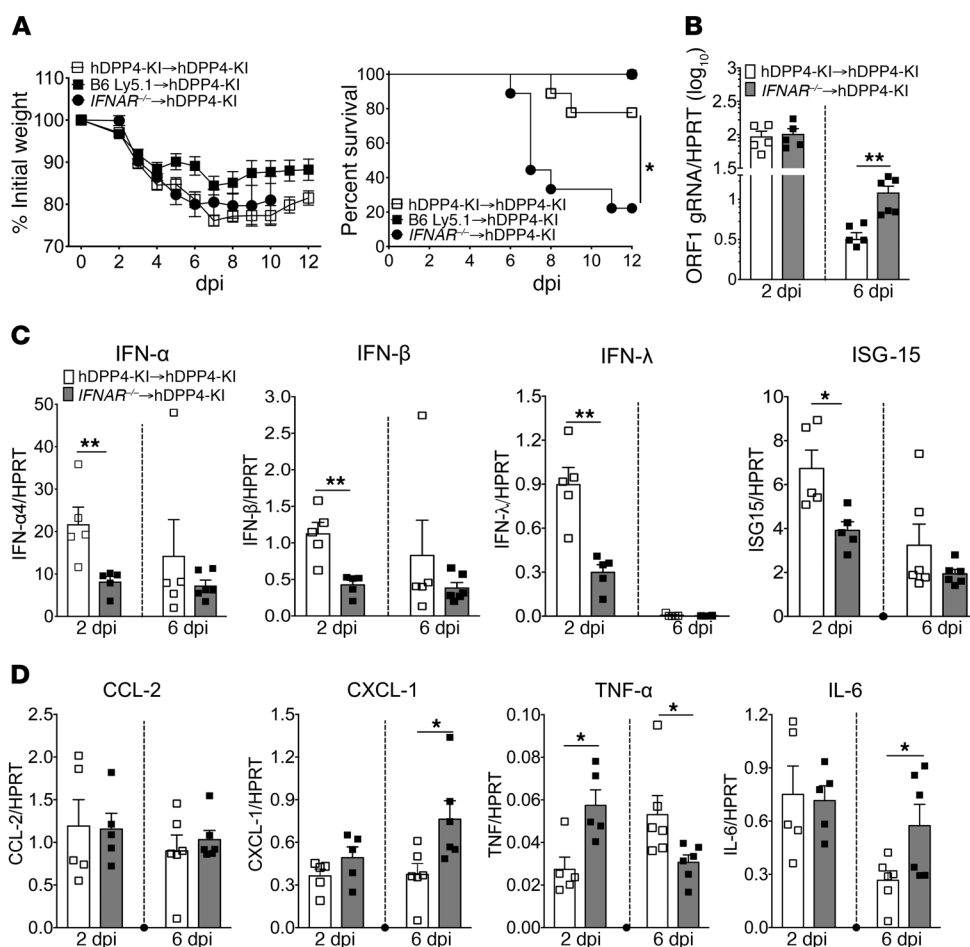 A
hDPP4-KI→hDPP4-KI
B6 Ly5.1→hDPP4-KI
IFNAR–/–→hDPP4-KI
% Initial weight
110
100
90
80
70
0 2 4 6 8 10 12
dpi
Percent survival
100
80
60
40
20
0
hDPP4-KI→hDPP4-KI
B6 Ly5.1→hDPP4-KI
IFNAR–/–→hDPP4-KI
*
0 2 4 6 8 10 12
dpi
B
hDPP4-KI→hDPP4-KI
IFNAR–/–→hDPP4-KI
ORF1 gRNA/HPRT (log10)
3
2.5
2
1.5
1
0.5
0
**
2 dpi 6 dpi
C
IFN-α
hDPP4-KI→hDPP4-KI
IFNAR–/–→hDPP4-KI
IFN-α4/HPRT
50
40
30
20
10
0
**
2 dpi 6 dpi
IFN-β
IFN-β/HPRT
3.0
2.5
2.0
1.5
1.0
0.5
0.0
**
2 dpi 6 dpi
IFN-λ
IFN-λ/HPRT
1.5
1.2
0.9
0.6
0.3
0.0
**
2 dpi 6 dpi
ISG-15
ISG15/HPRT
10
8
6
4
2
0
*
2 dpi 6 dpi
D
CCL-2
CCL-2/HPRT
2.5
2.0
1.5
1.0
0.5
0.0
2 dpi 6 dpi
CXCL-1
CXCL-1/HPRT
1.5
1.2
0.9
0.6
0.3
0.0
*
2 dpi 6 dpi
TNF-α
TNF/HPRT
0.10
0.08
0.06
0.04
0.02
0.00
*
*
2 dpi 6 dpi
IL-6
IL-6/HPRT
1.2
0.9
0.6
0.3
0.0
*
2 dpi 6 dpi